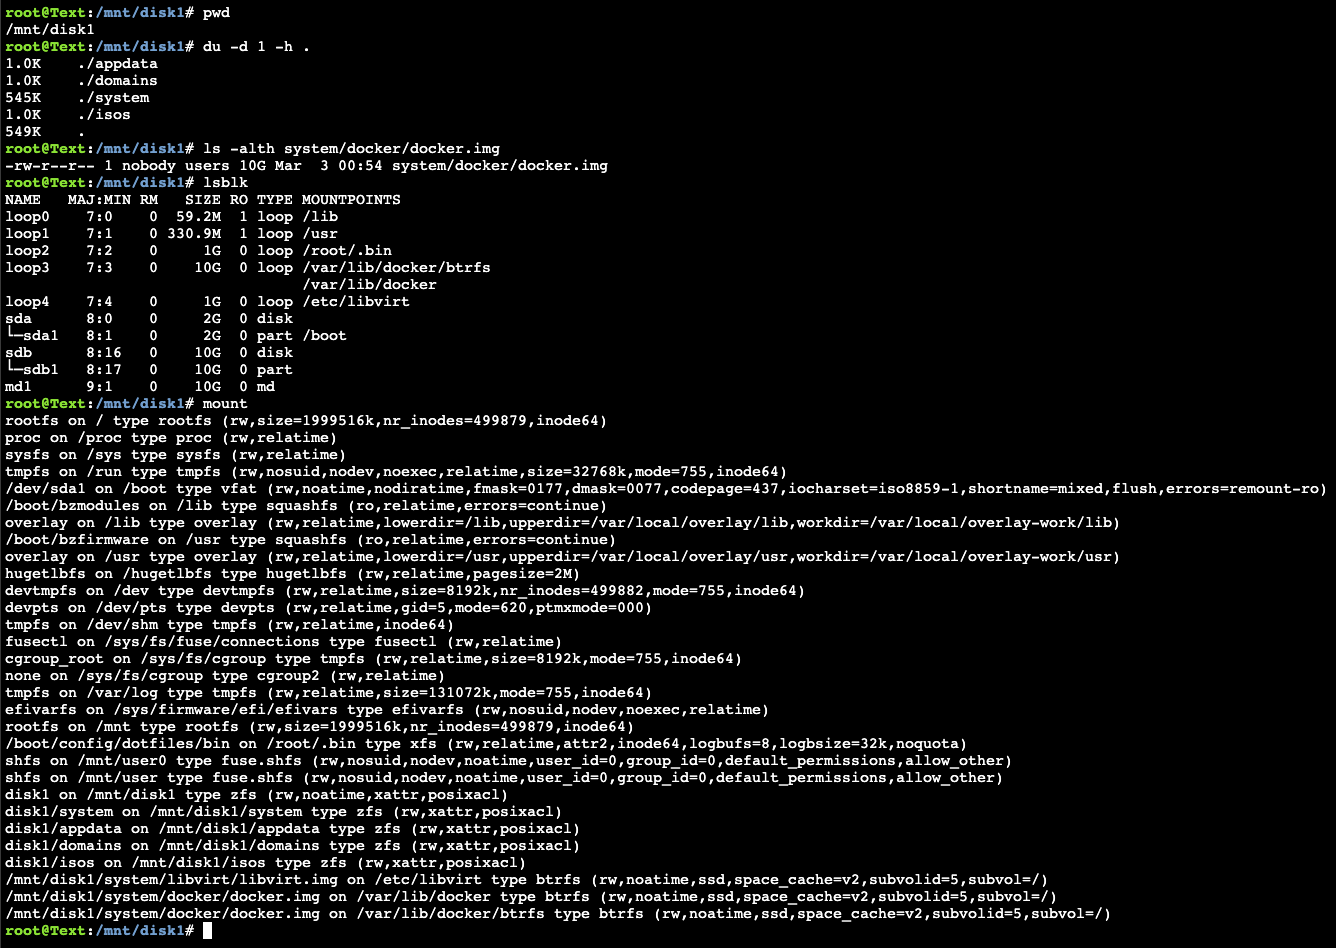 root@Text:/mnt/disk1# pwd
/mnt/disk1
root@Text:/mnt/disk1# du -d 1 -h .
1.0K    ./appdata
1.0K    ./domains
545K    ./system
1.0K    ./isos
549K    .
root@Text:/mnt/disk1# ls -alth system/docker/docker.img
-rw-r--r-- 1 nobody users 10G Mar  3 00:54 system/docker/docker.img
root@Text:/mnt/disk1# lsblk
NAME   MAJ:MIN RM   SIZE RO TYPE MOUNTPOINTS
loop0    7:0    0  59.2M  1 loop /lib
loop1    7:1    0 330.9M  1 loop /usr
loop2    7:2    0     1G  0 loop /root/.bin
loop3    7:3    0    10G  0 loop /var/lib/docker/btrfs
                                 /var/lib/docker
loop4    7:4    0     1G  0 loop /etc/libvirt
sda      8:0    0     2G  0 disk
└─sda1   8:1    0     2G  0 part /boot
sdb      8:16   0    10G  0 disk
└─sdb1   8:17   0    10G  0 part
md1      9:1    0    10G  0 md
root@Text:/mnt/disk1# mount
rootfs on / type rootfs (rw,size=1999516k,nr_inodes=499879,inode64)
proc on /proc type proc (rw,relatime)
sysfs on /sys type sysfs (rw,relatime)
tmpfs on /run type tmpfs (rw,nosuid,nodev,noexec,relatime,size=32768k,mode=755,inode64)
/dev/sda1 on /boot type vfat (rw,noatime,nodiratime,fmask=0177,dmask=0077,codepage=437,iocharset=iso8859-1,shortname=mixed,flush,errors=remount-ro)
/boot/bzmodules on /lib type squashfs (ro,relatime,errors=continue)
overlay on /lib type overlay (rw,relatime,lowerdir=/lib,upperdir=/var/local/overlay/lib,workdir=/var/local/overlay-work/lib)
/boot/bzfirmware on /usr type squashfs (ro,relatime,errors=continue)
overlay on /usr type overlay (rw,relatime,lowerdir=/usr,upperdir=/var/local/overlay/usr,workdir=/var/local/overlay-work/usr)
hugetlbfs on /hugetlbfs type hugetlbfs (rw,relatime,pagesize=2M)
devtmpfs on /dev type devtmpfs (rw,relatime,size=8192k,nr_inodes=499882,mode=755,inode64)
devpts on /dev/pts type devpts (rw,relatime,gid=5,mode=620,ptmxmode=000)
tmpfs on /dev/shm type tmpfs (rw,relatime,inode64)
fusectl on /sys/fs/fuse/connections type fusectl (rw,relatime)
cgroup_root on /sys/fs/cgroup type tmpfs (rw,relatime,size=8192k,mode=755,inode64)
none on /sys/fs/cgroup type cgroup2 (rw,relatime)
tmpfs on /var/log type tmpfs (rw,relatime,size=131072k,mode=755,inode64)
efivarfs on /sys/firmware/efi/efivars type efivarfs (rw,nosuid,nodev,noexec,relatime)
rootfs on /mnt type rootfs (rw,size=1999516k,nr_inodes=499879,inode64)
/boot/config/dotfiles/bin on /root/.bin type xfs (rw,relatime,attr2,inode64,logbufs=8,logbsize=32k,noquota)
shfs on /mnt/user0 type fuse.shfs (rw,nosuid,nodev,noatime,user_id=0,group_id=0,default_permissions,allow_other)
shfs on /mnt/user type fuse.shfs (rw,nosuid,nodev,noatime,user_id=0,group_id=0,default_permissions,allow_other)
disk1 on /mnt/disk1 type zfs (rw,noatime,xattr,posixacl)
disk1/system on /mnt/disk1/system type zfs (rw,xattr,posixacl)
disk1/appdata on /mnt/disk1/appdata type zfs (rw,xattr,posixacl)
disk1/domains on /mnt/disk1/domains type zfs (rw,xattr,posixacl)
disk1/isos on /mnt/disk1/isos type zfs (rw,xattr,posixacl)
/mnt/disk1/system/libvirt/libvirt.img on /etc/libvirt type btrfs (rw,noatime,ssd,space_cache=v2,subvolid=5,subvol=/)
/mnt/disk1/system/docker/docker.img on /var/lib/docker type btrfs (rw,noatime,ssd,space_cache=v2,subvolid=5,subvol=/)
/mnt/disk1/system/docker/docker.img on /var/lib/docker/btrfs type btrfs (rw,noatime,ssd,space_cache=v2,subvolid=5,subvol=/)
root@Text:/mnt/disk1#